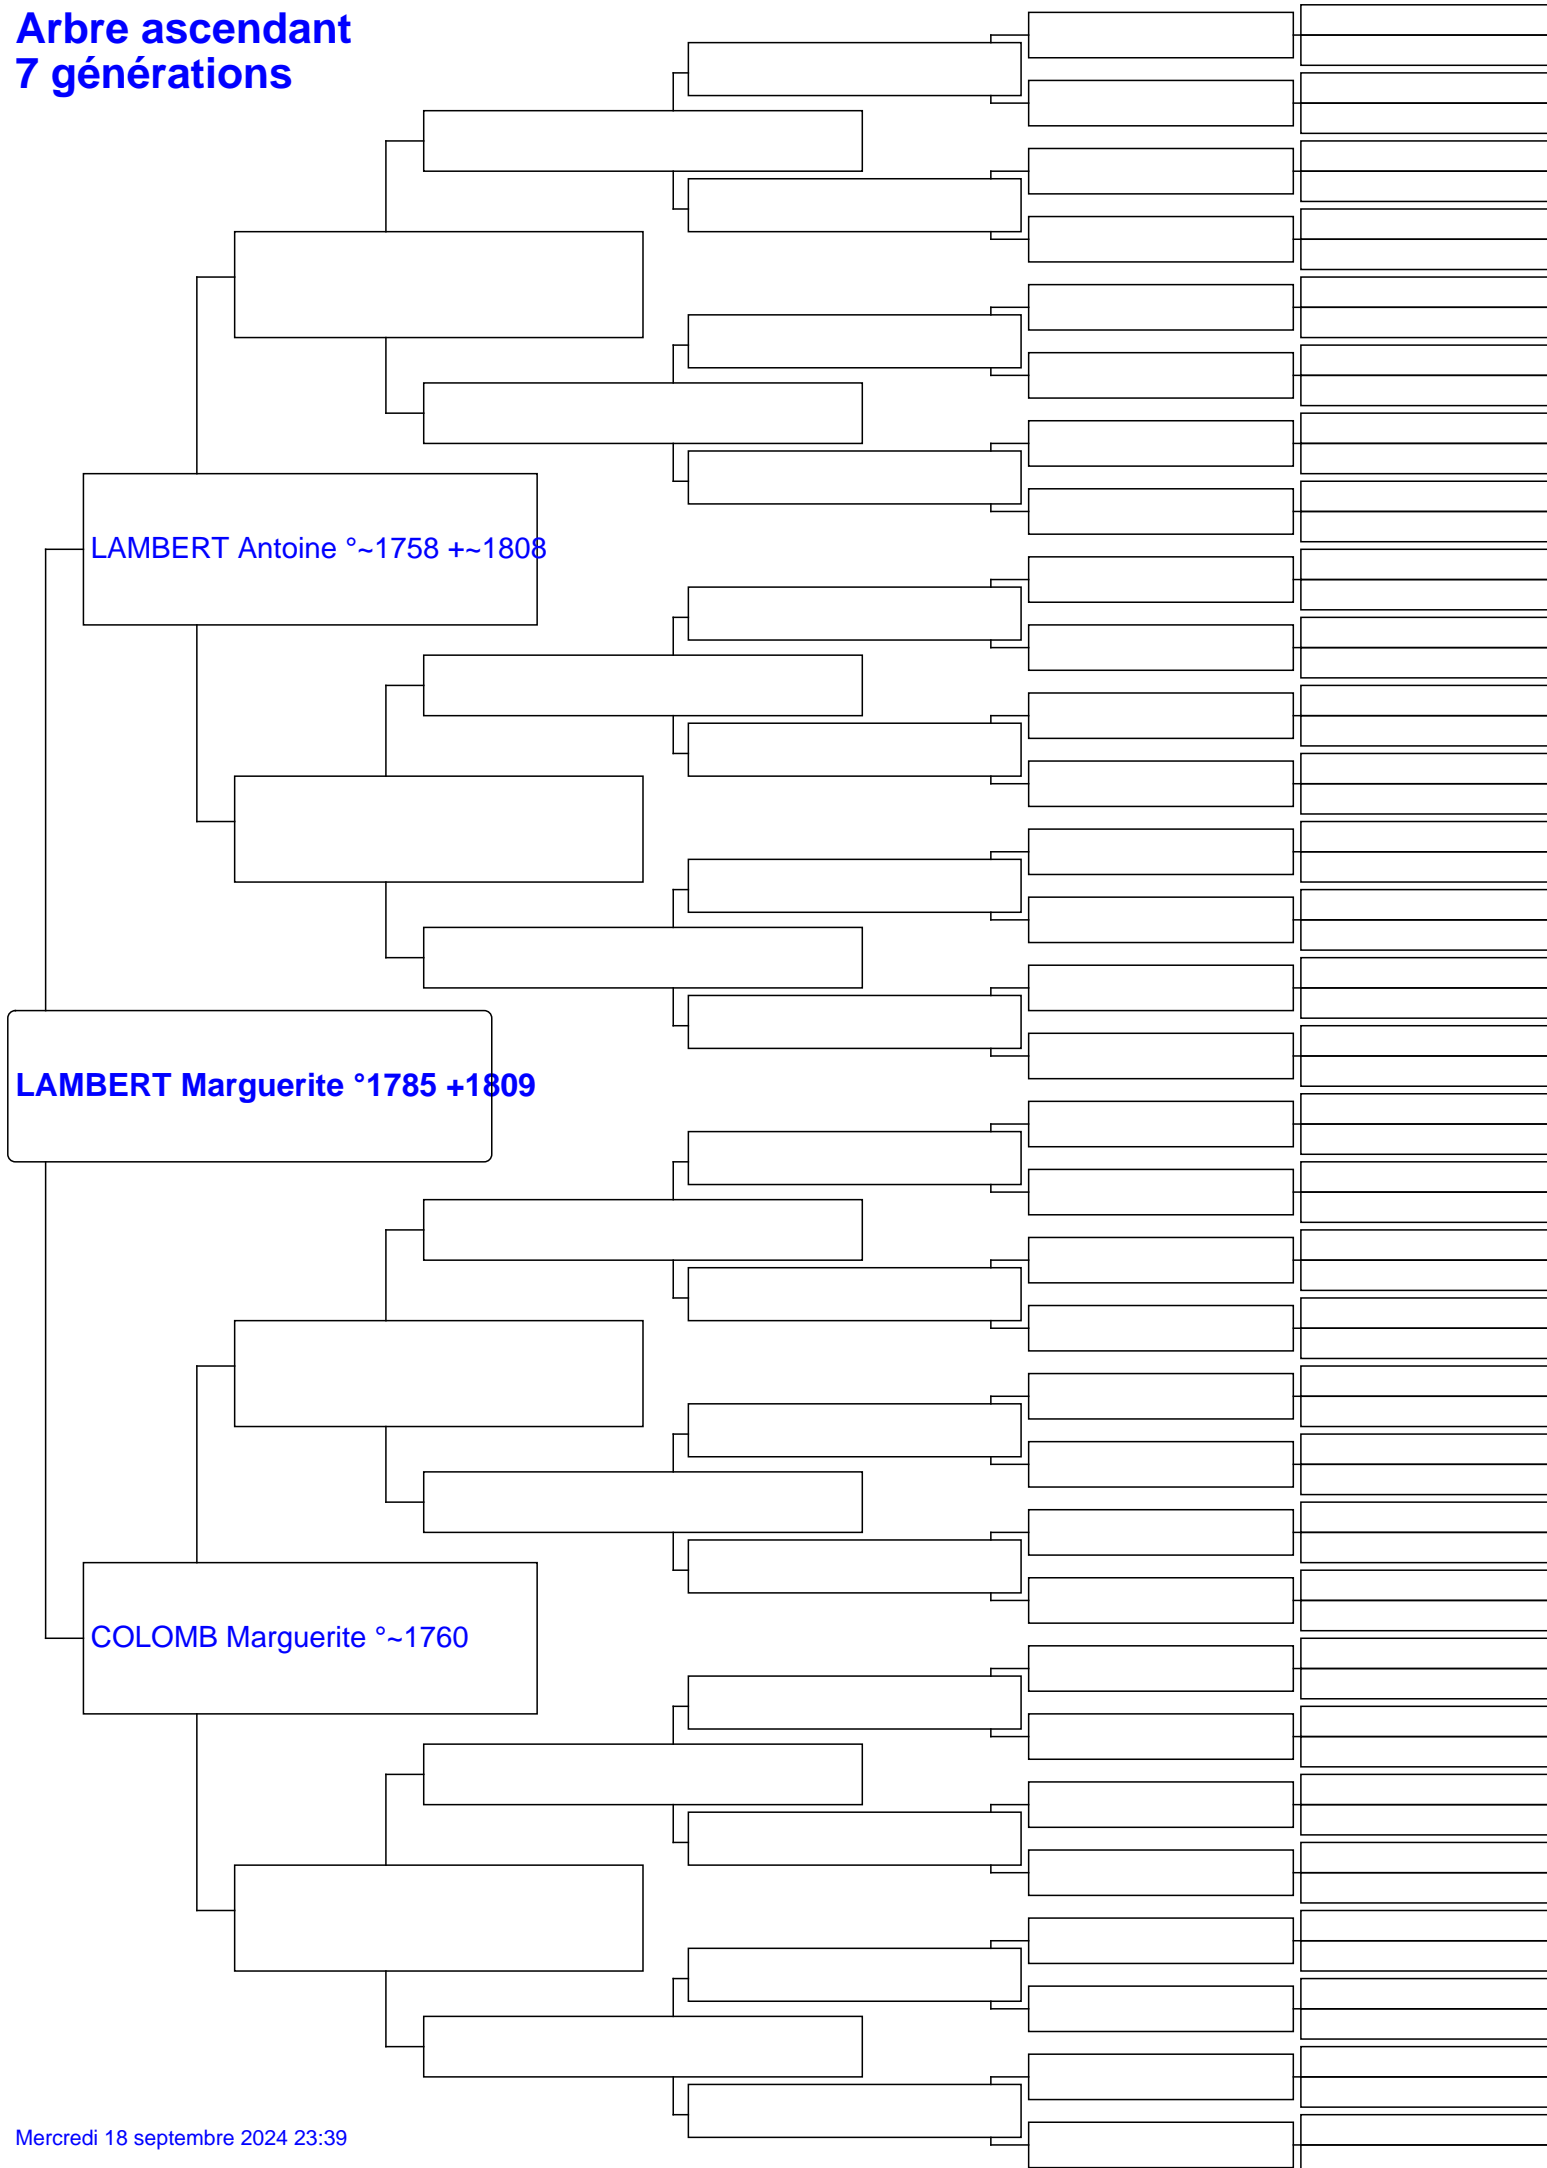 Arbre ascendant
7 générations
LAMBERT Antoine °~1758 +~1808
LAMBERT Marguerite °1785 +1809
COLOMB Marguerite °~1760
Mercredi 18 septembre 2024 23:39